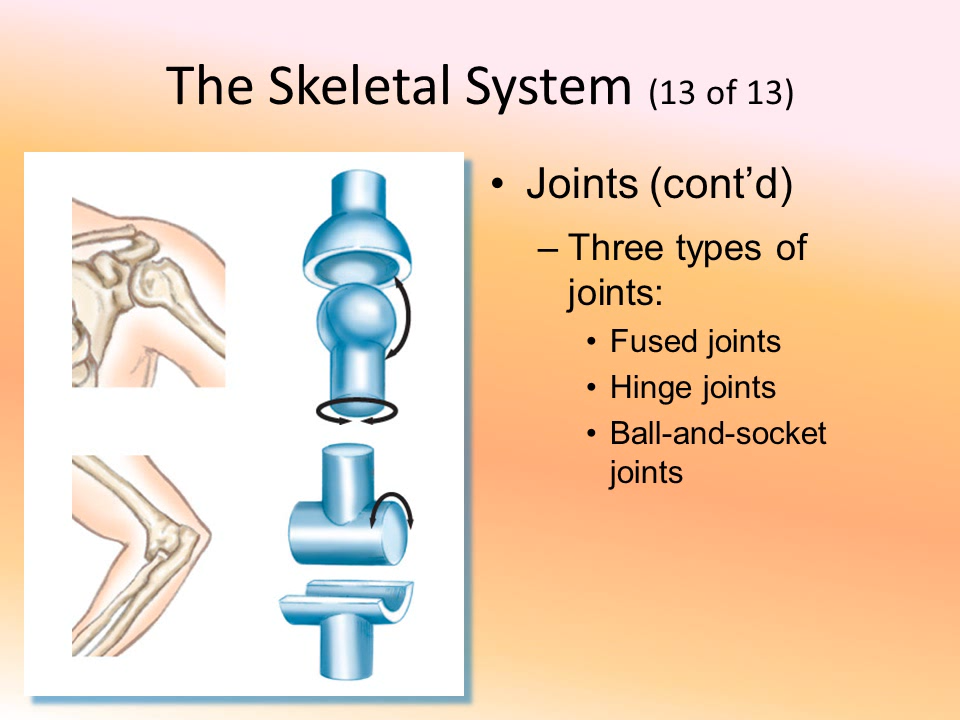 The Skeletal System (13 of 13)
• Joints (cont’d)
– Three types of
joints:
• Fused joints
• Hinge joints
• Ball-and-socket
joints